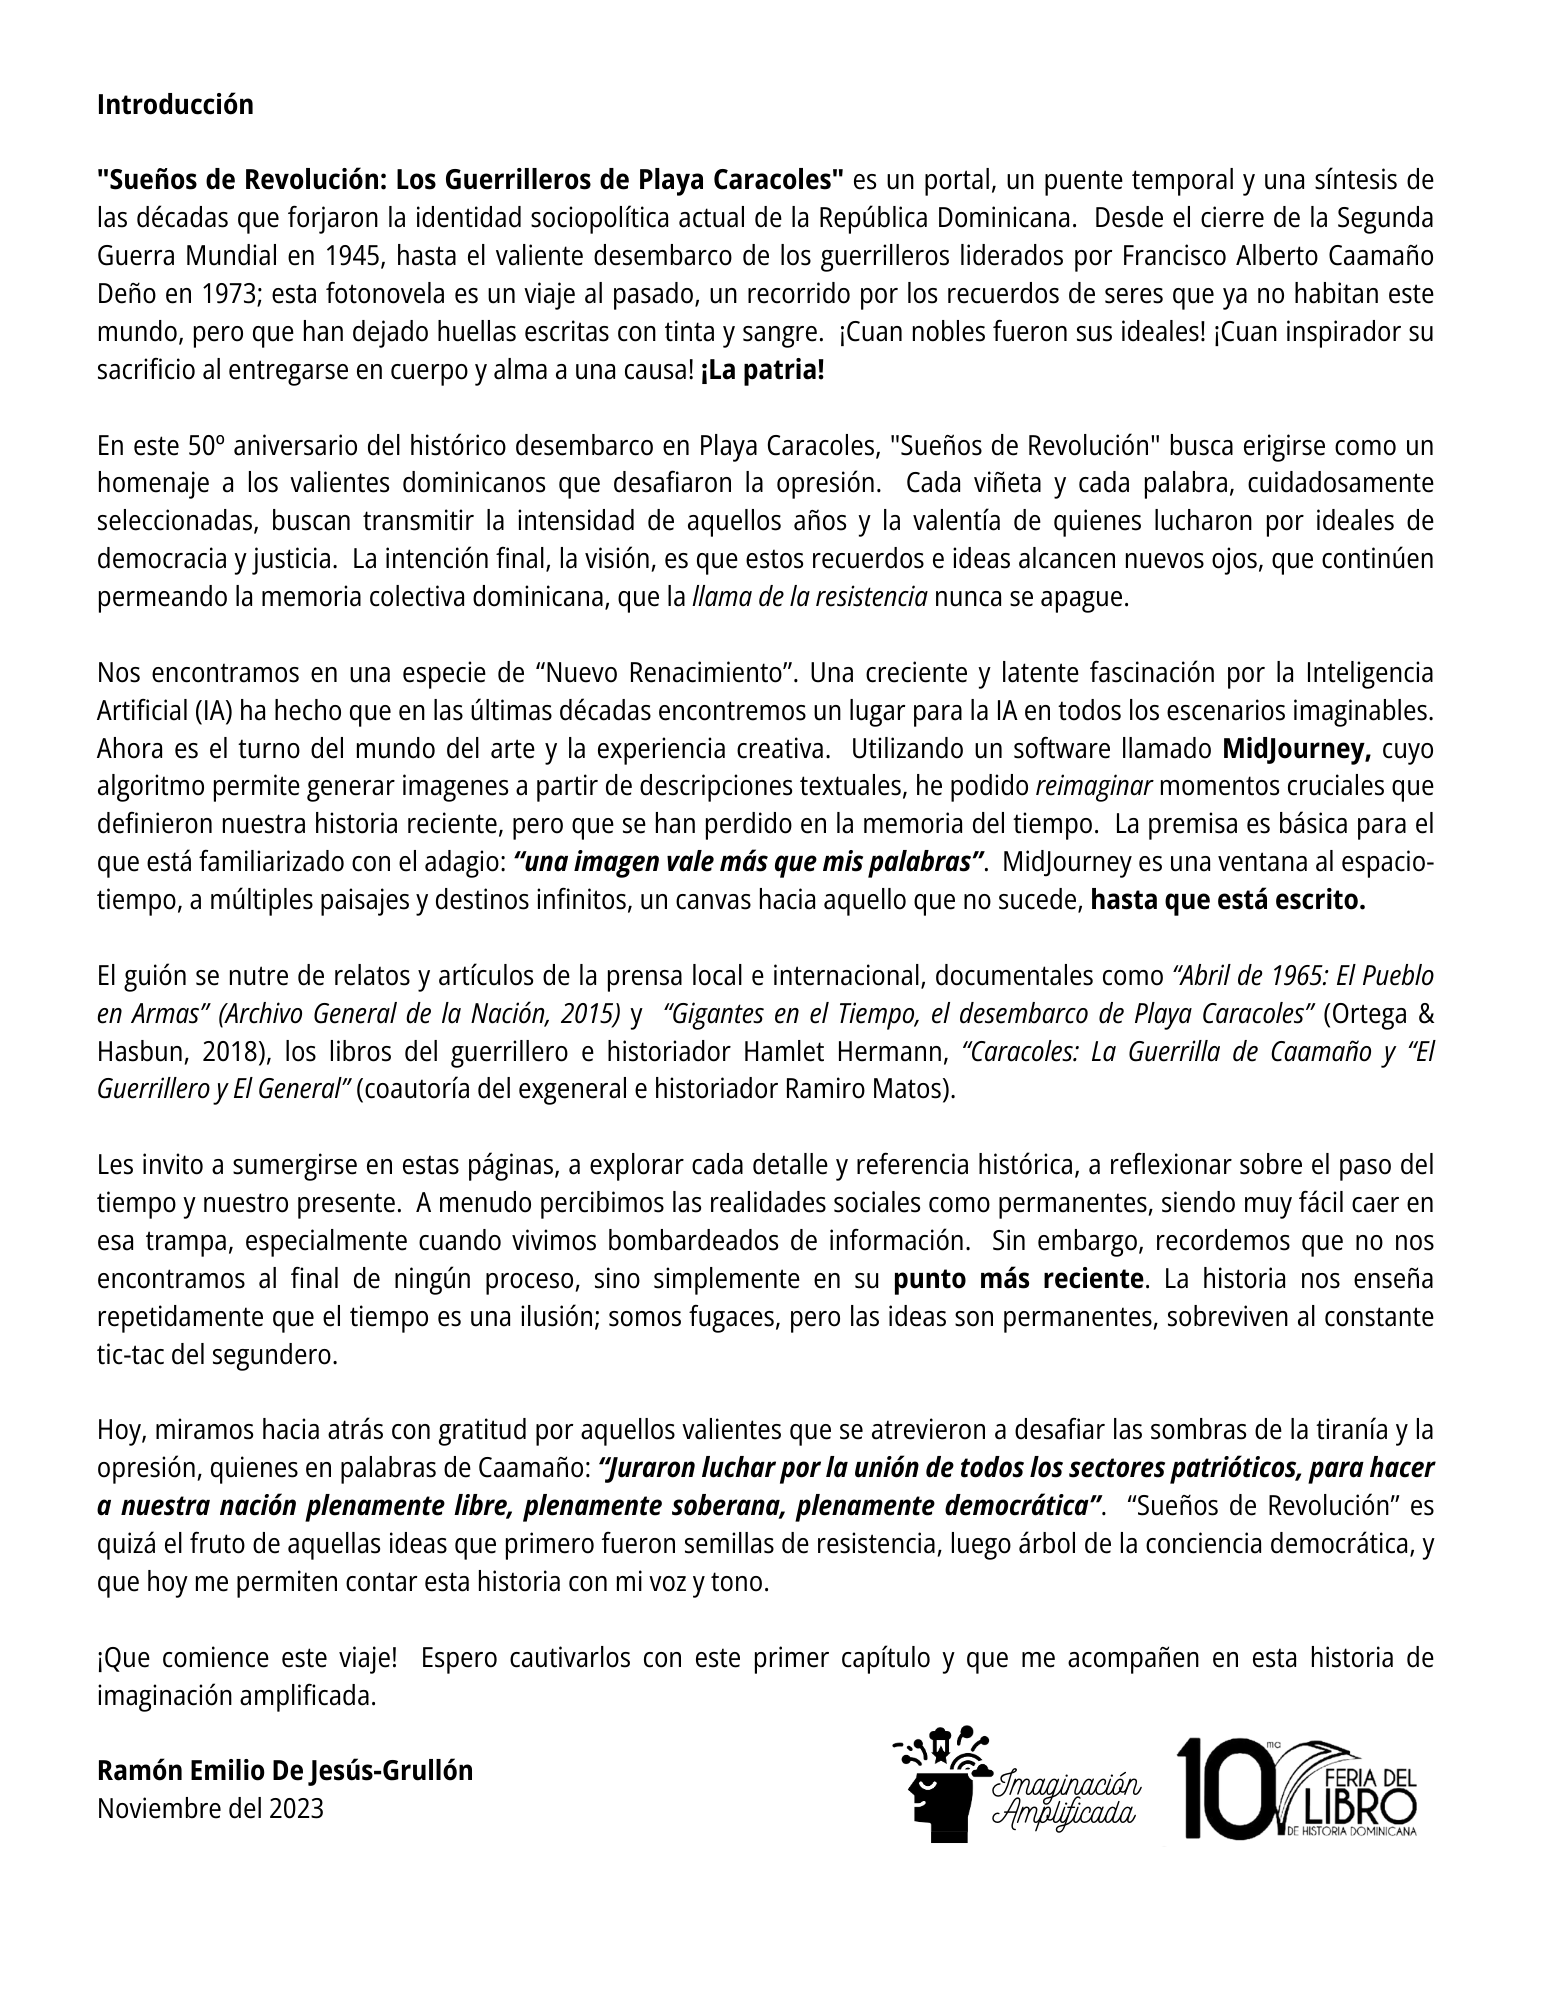 Introducción
"Sueños de Revolución: Los Guerrilleros de Playa Caracoles" es un portal, un puente temporal y una síntesis de
las décadas que forjaron la identidad sociopolítica actual de la República Dominicana.  Desde el cierre de la Segunda
Guerra Mundial en 1945, hasta el valiente desembarco de los guerrilleros liderados por Francisco Alberto Caamaño
Deño en 1973; esta fotonovela es un viaje al pasado, un recorrido por los recuerdos de seres que ya no habitan este
mundo, pero que han dejado huellas escritas con tinta y sangre.  ¡Cuan nobles fueron sus ideales! ¡Cuan inspirador su
sacrificio al entregarse en cuerpo y alma a una causa! ¡La patria!
En este 50º aniversario del histórico desembarco en Playa Caracoles, "Sueños de Revolución" busca erigirse como un
homenaje a los valientes dominicanos que desafiaron la opresión.  Cada viñeta y cada palabra, cuidadosamente
seleccionadas, buscan transmitir la intensidad de aquellos años y la valentía de quienes lucharon por ideales de
democracia y justicia.  La intención final, la visión, es que estos recuerdos e ideas alcancen nuevos ojos, que continúen
permeando la memoria colectiva dominicana, que la llama de la resistencia nunca se apague.
Nos encontramos en una especie de “Nuevo Renacimiento”. Una creciente y latente fascinación por la Inteligencia
Artificial (IA) ha hecho que en las últimas décadas encontremos un lugar para la IA en todos los escenarios imaginables.
Ahora es el turno del mundo del arte y la experiencia creativa.  Utilizando un software llamado MidJourney, cuyo
algoritmo permite generar imagenes a partir de descripciones textuales, he podido reimaginar momentos cruciales que
definieron nuestra historia reciente, pero que se han perdido en la memoria del tiempo.  La premisa es básica para el
que está familiarizado con el adagio: “una imagen vale más que mis palabras”.  MidJourney es una ventana al espacio-
tiempo, a múltiples paisajes y destinos infinitos, un canvas hacia aquello que no sucede, hasta que está escrito.
El guión se nutre de relatos y artículos de la prensa local e internacional, documentales como “Abril de 1965: El Pueblo
en Armas” (Archivo General de la Nación, 2015) y  “Gigantes en el Tiempo, el desembarco de Playa Caracoles” (Ortega &
Hasbun, 2018), los libros del guerrillero e historiador Hamlet Hermann, “Caracoles: La Guerrilla de Caamaño y “El
Guerrillero y El General” (coautoría del exgeneral e historiador Ramiro Matos).
Les invito a sumergirse en estas páginas, a explorar cada detalle y referencia histórica, a reflexionar sobre el paso del
tiempo y nuestro presente.  A menudo percibimos las realidades sociales como permanentes, siendo muy fácil caer en
esa trampa, especialmente cuando vivimos bombardeados de información.  Sin embargo, recordemos que no nos
encontramos al final de ningún proceso, sino simplemente en su punto más reciente. La historia nos enseña
repetidamente que el tiempo es una ilusión; somos fugaces, pero las ideas son permanentes, sobreviven al constante
tic-tac del segundero.
Hoy, miramos hacia atrás con gratitud por aquellos valientes que se atrevieron a desafiar las sombras de la tiranía y la
opresión, quienes en palabras de Caamaño: “Juraron luchar por la unión de todos los sectores patrióticos, para hacer
a nuestra nación plenamente libre, plenamente soberana, plenamente democrática”.  “Sueños de Revolución” es
quizá el fruto de aquellas ideas que primero fueron semillas de resistencia, luego árbol de la conciencia democrática, y
que hoy me permiten contar esta historia con mi voz y tono.
¡Que comience este viaje!  Espero cautivarlos con este primer capítulo y que me acompañen en esta historia de
imaginación amplificada.
Ramón Emilio De Jesús-Grullón
Noviembre del 2023
Imaginación
Amplificada
10ma
FERIA DEL
LIBRO
DE HISTORIA DOMINICANA